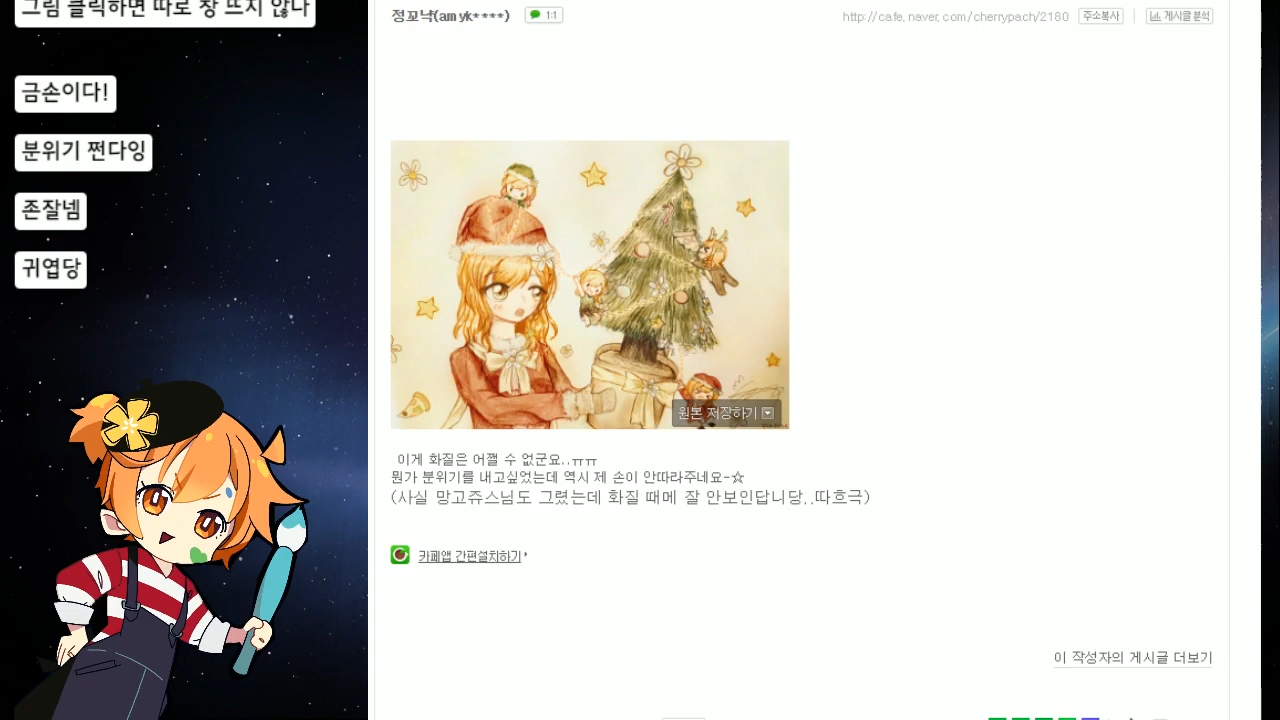 그림 클릭하면 따로 창 뜨지 않나
금손이다!
분위기 쩐다잉
존잘넴
귀엽당
정꼬낙(amyk****)
1:1
http://cafe.naver.com/cherrypach/2180
주소복사
게시글 분석
원본 저장하기
이게 화질은 어쩔 수 없군요..ㅠㅠ
뭔가 분위기를 내고싶었는데 역시 제 손이 안따라주네요-☆
(사실 망고쥬스님도 그렸는데 화질 때메 잘 안보인답니당..따흐극)
카페앱 간편설치하기
이 작성자의 게시글 더보기